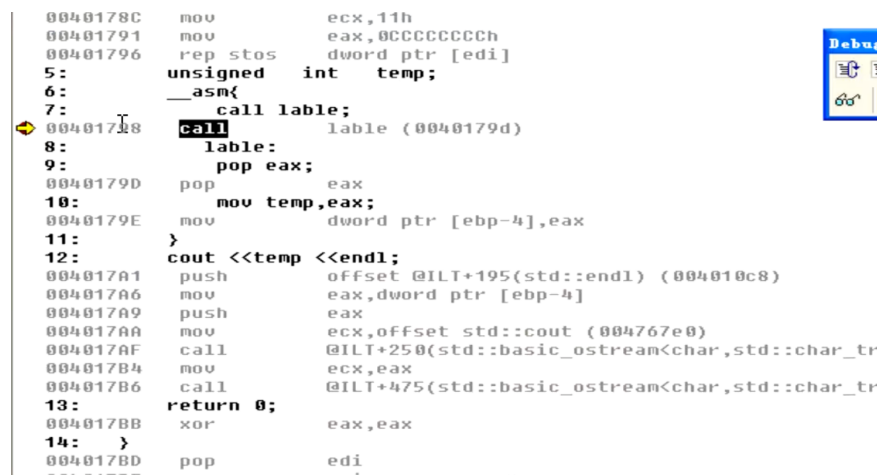 0040178C mov ecx,11h
00401791 mov eax,0CCCCCCCCh
00401796 rep stos dword ptr [edi]
5: unsigned int temp;
6: __asm{
7: call lable;
00401798 call lable (0040179d)
8: lable:
9: pop eax;
0040179D pop eax
10: mov temp,eax;
0040179E mov dword ptr [ebp-4],eax
11: }
12: cout <<temp <<endl;
004017A1 push offset @ILT+195(std::endl) (004010c8)
004017A6 mov eax,dword ptr [ebp-4]
004017A9 push eax
004017AA mov ecx,offset std::cout (004767e0)
004017AF call @ILT+250(std::basic_ostream<char,std::char_tr
004017B4 mov ecx,eax
004017B6 call @ILT+475(std::basic_ostream<char,std::char_tr
13: return 0;
004017BB xor eax,eax
14: }
004017BD pop edi
Debug